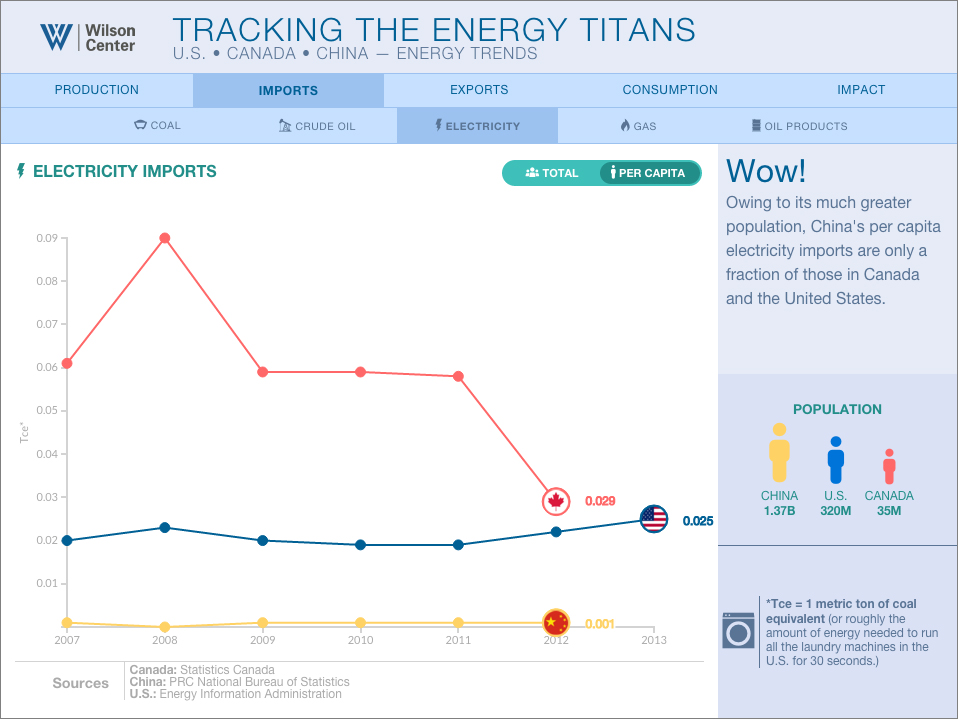 Wilson
Center
TRACKING THE ENERGY TITANS
U.S. • CANADA • CHINA — ENERGY TRENDS
PRODUCTION
IMPORTS
EXPORTS
CONSUMPTION
IMPACT
COAL
CRUDE OIL
ELECTRICITY
GAS
OIL PRODUCTS
ELECTRICITY IMPORTS
TOTAL
PER CAPITA
Wow!
Owing to its much greater
population, China's per capita
electricity imports are only a
fraction of those in Canada
and the United States.
Tce*
0.09
0.08
0.07
0.06
0.05
0.04
0.03
0.02
0.01
0.029
0.025
0.001
2007
2008
2009
2010
2011
2012
2013
POPULATION
CHINA
1.37B
U.S.
320M
CANADA
35M
*Tce = 1 metric ton of coal
equivalent (or roughly the
amount of energy needed to run
all the laundry machines in the
U.S. for 30 seconds.)
Sources
Canada: Statistics Canada
China: PRC National Bureau of Statistics
U.S.: Energy Information Administration